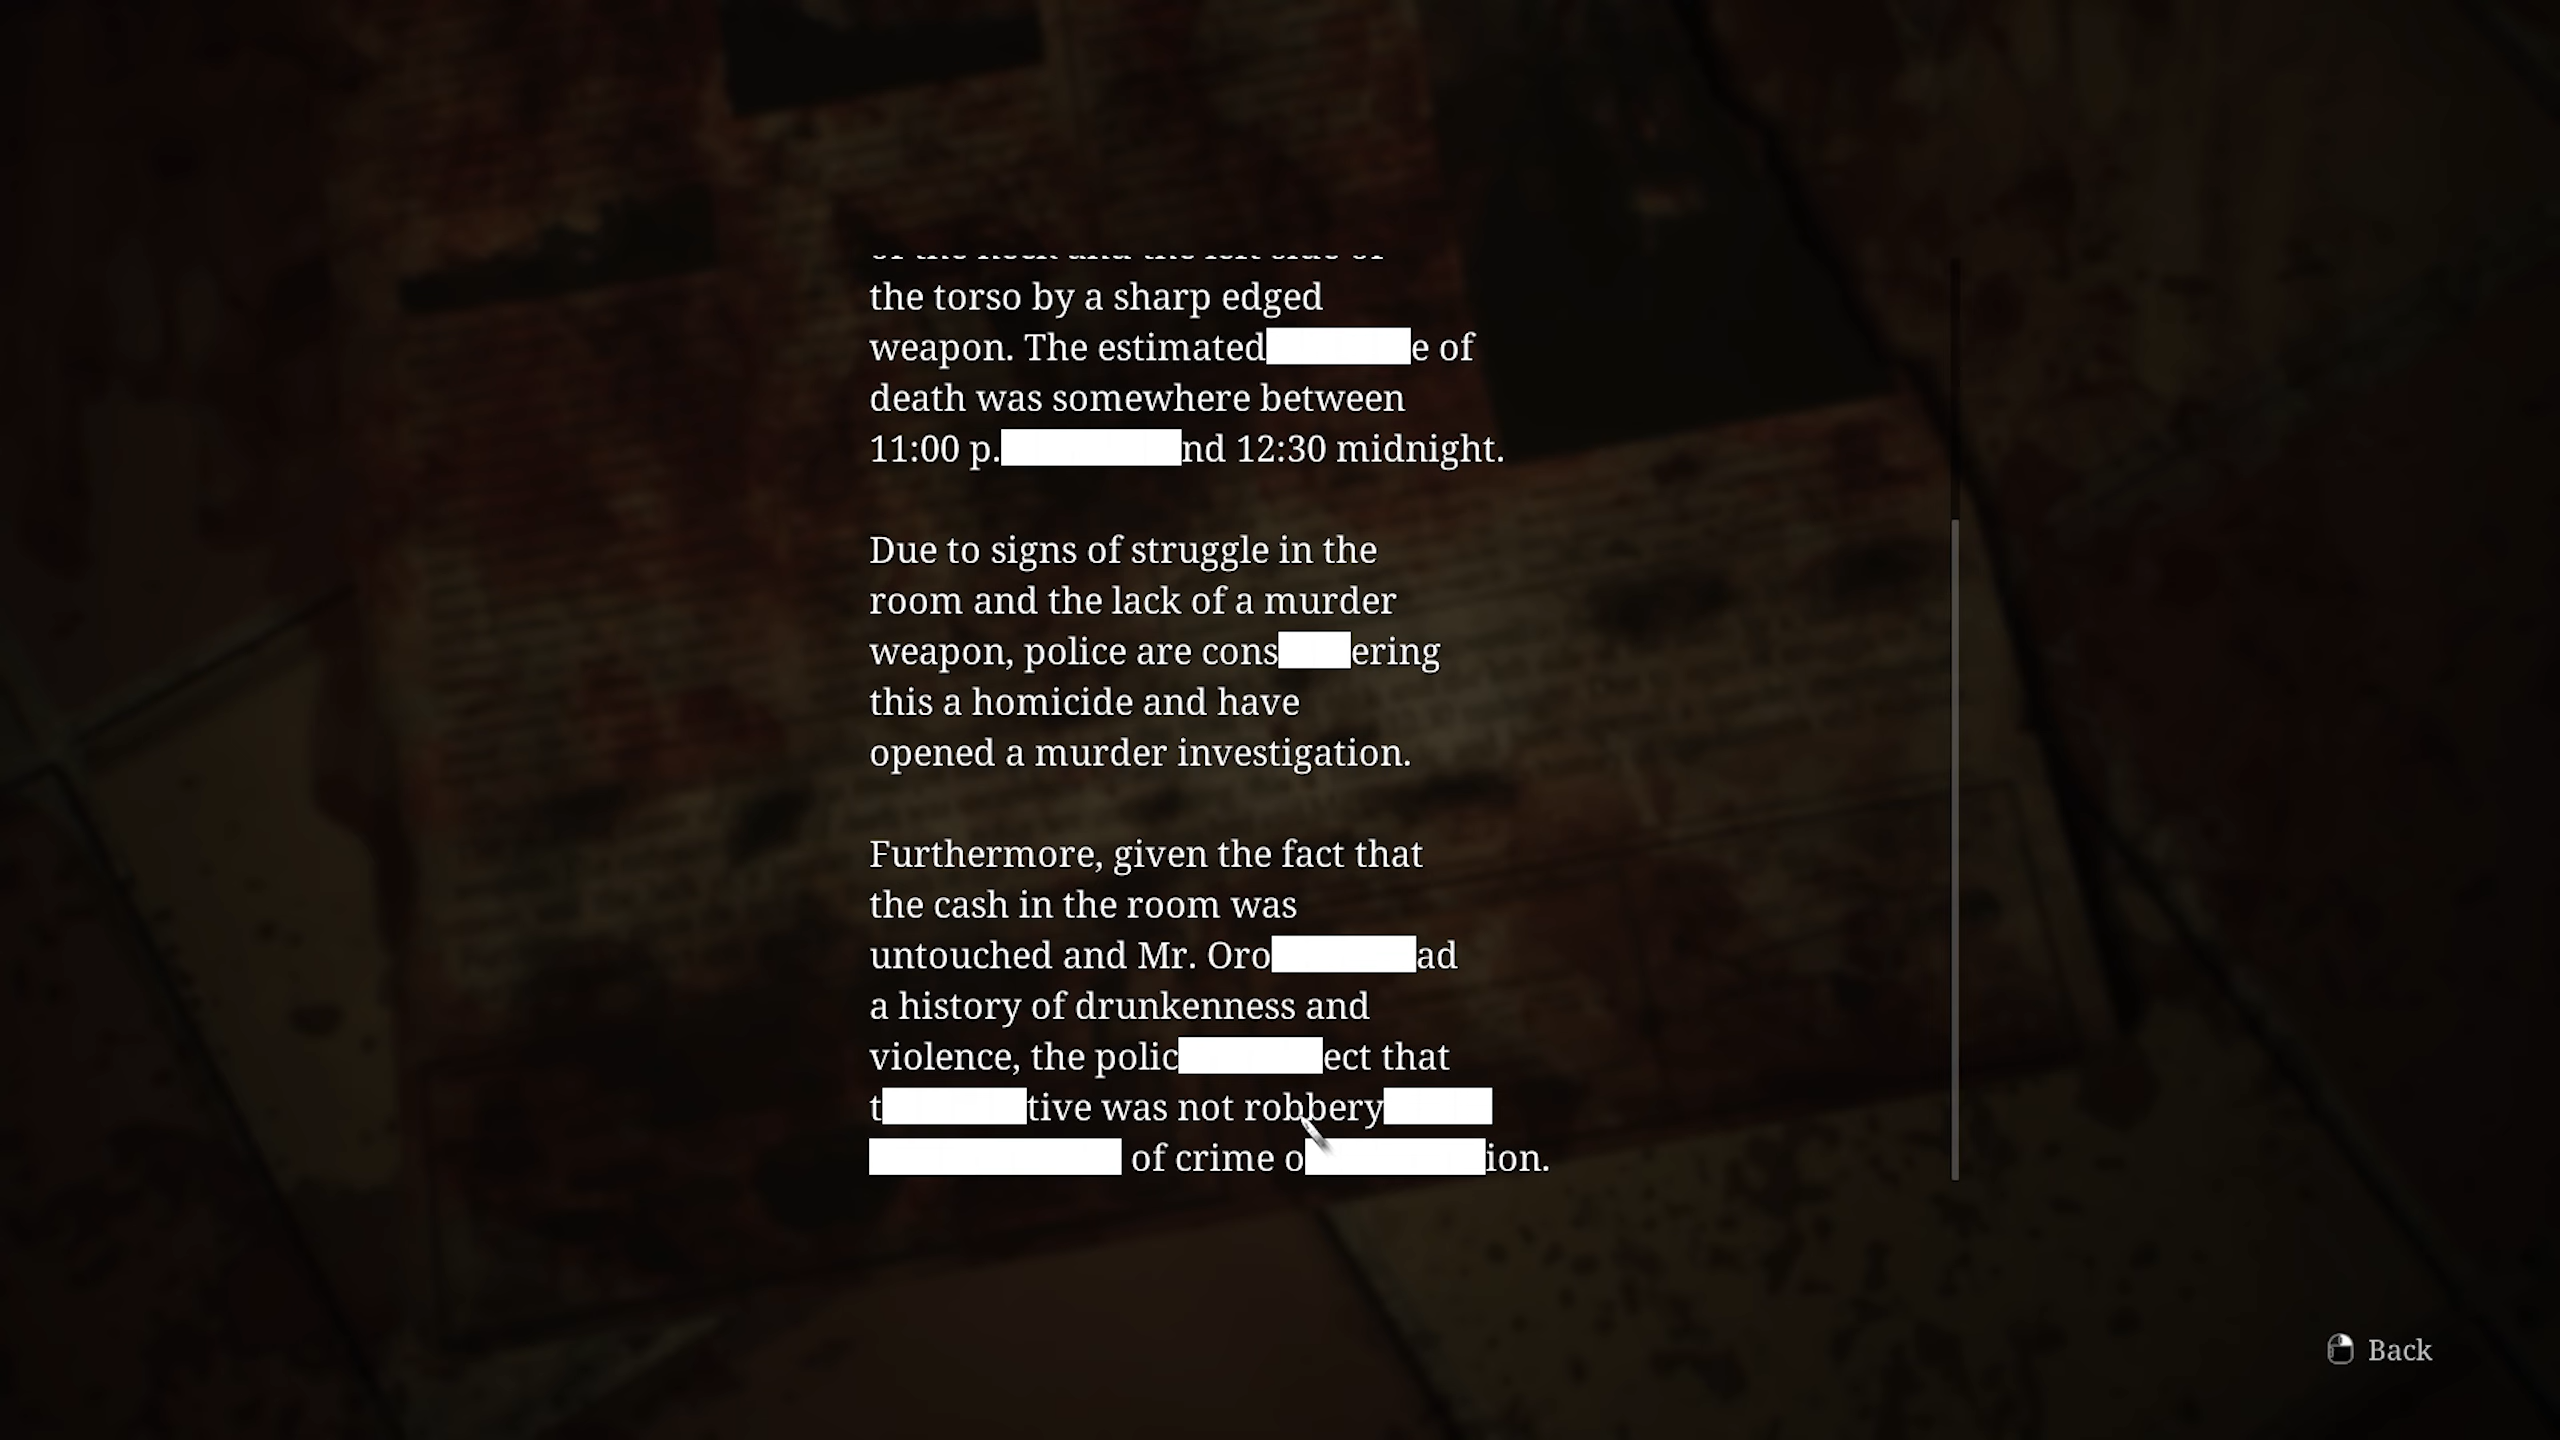 the torso by a sharp edged
weapon. The estimated████e of
death was somewhere between
11:00 p.█████nd 12:30 midnight.
Due to signs of struggle in the
room and the lack of a murder
weapon, police are cons██ering
this a homicide and have
opened a murder investigation.
Furthermore, given the fact that
the cash in the room was
untouched and Mr. Oro████ad
a history of drunkenness and
violence, the polic████ect that
t████tive was not robbery███
███████ of crime o█████ion.
Back